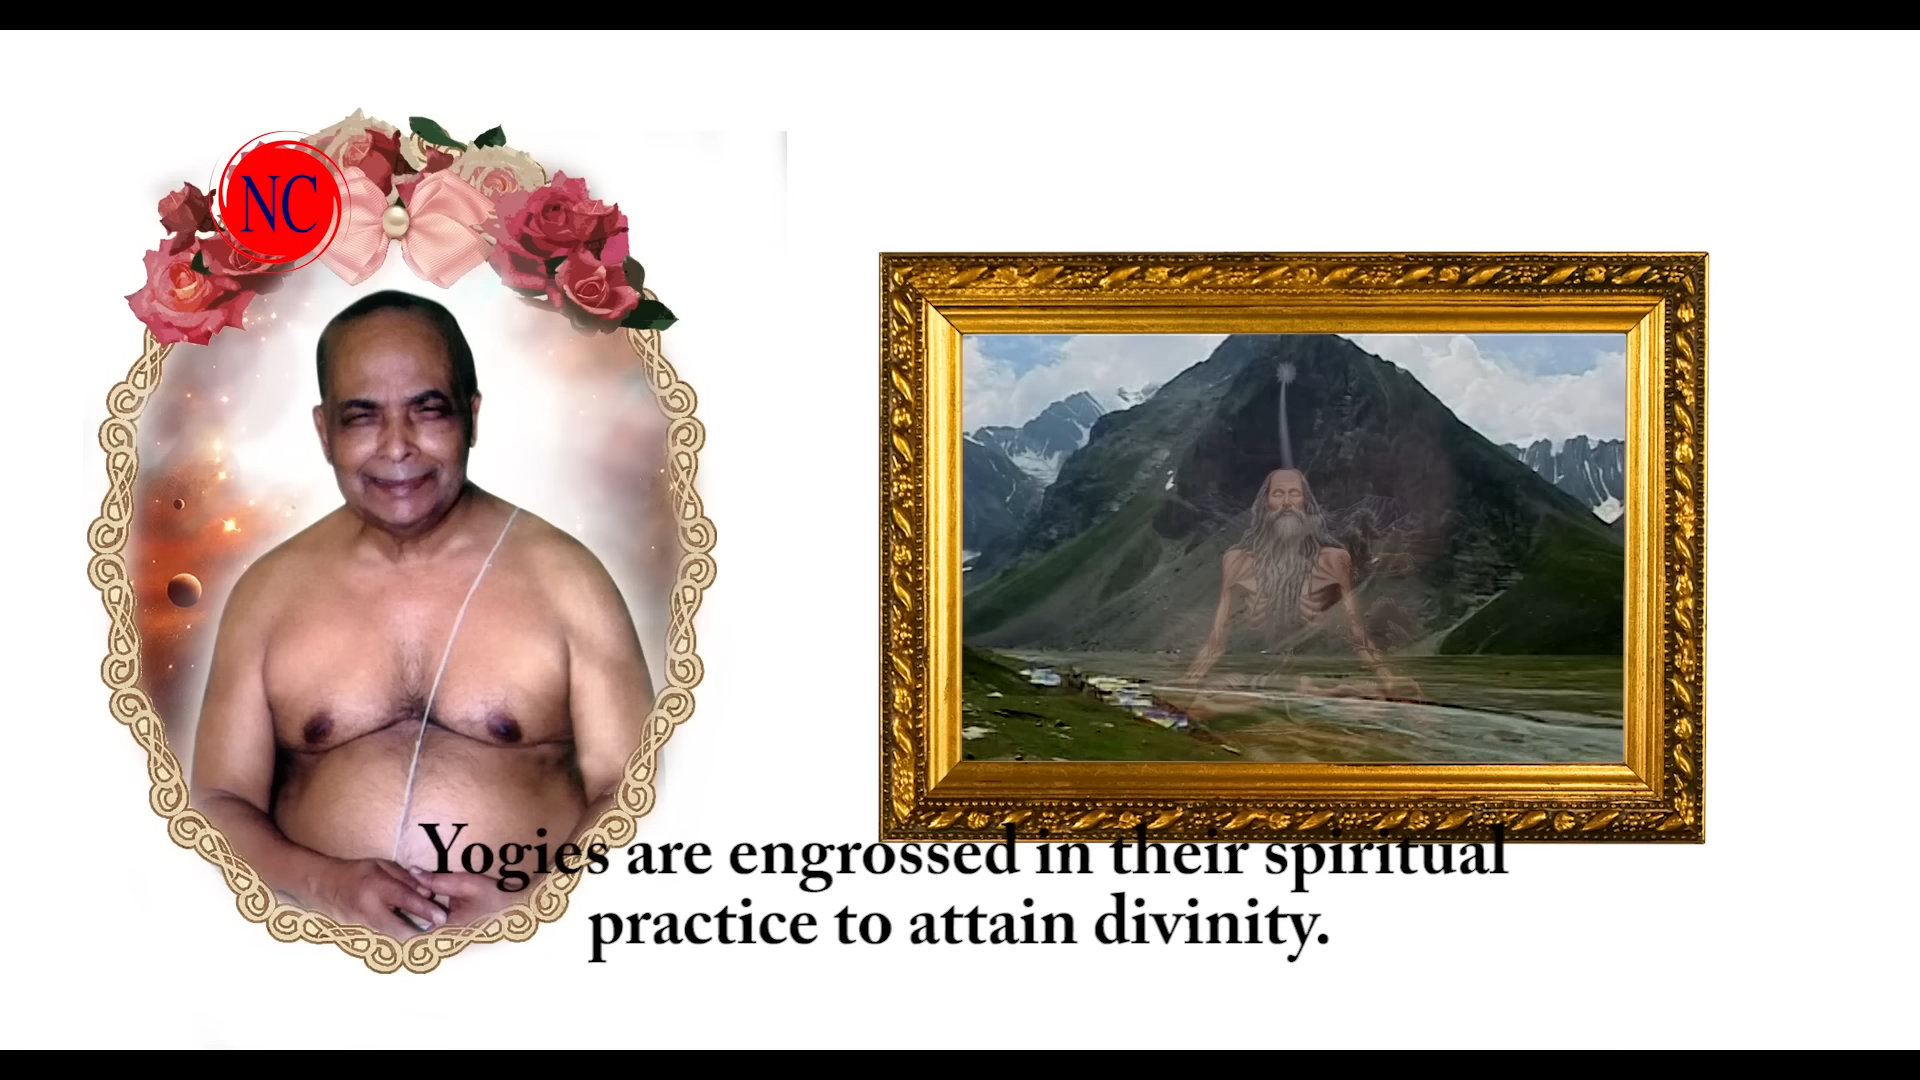 NC
Yogies are engrossed in their spiritual
practice to attain divinity.